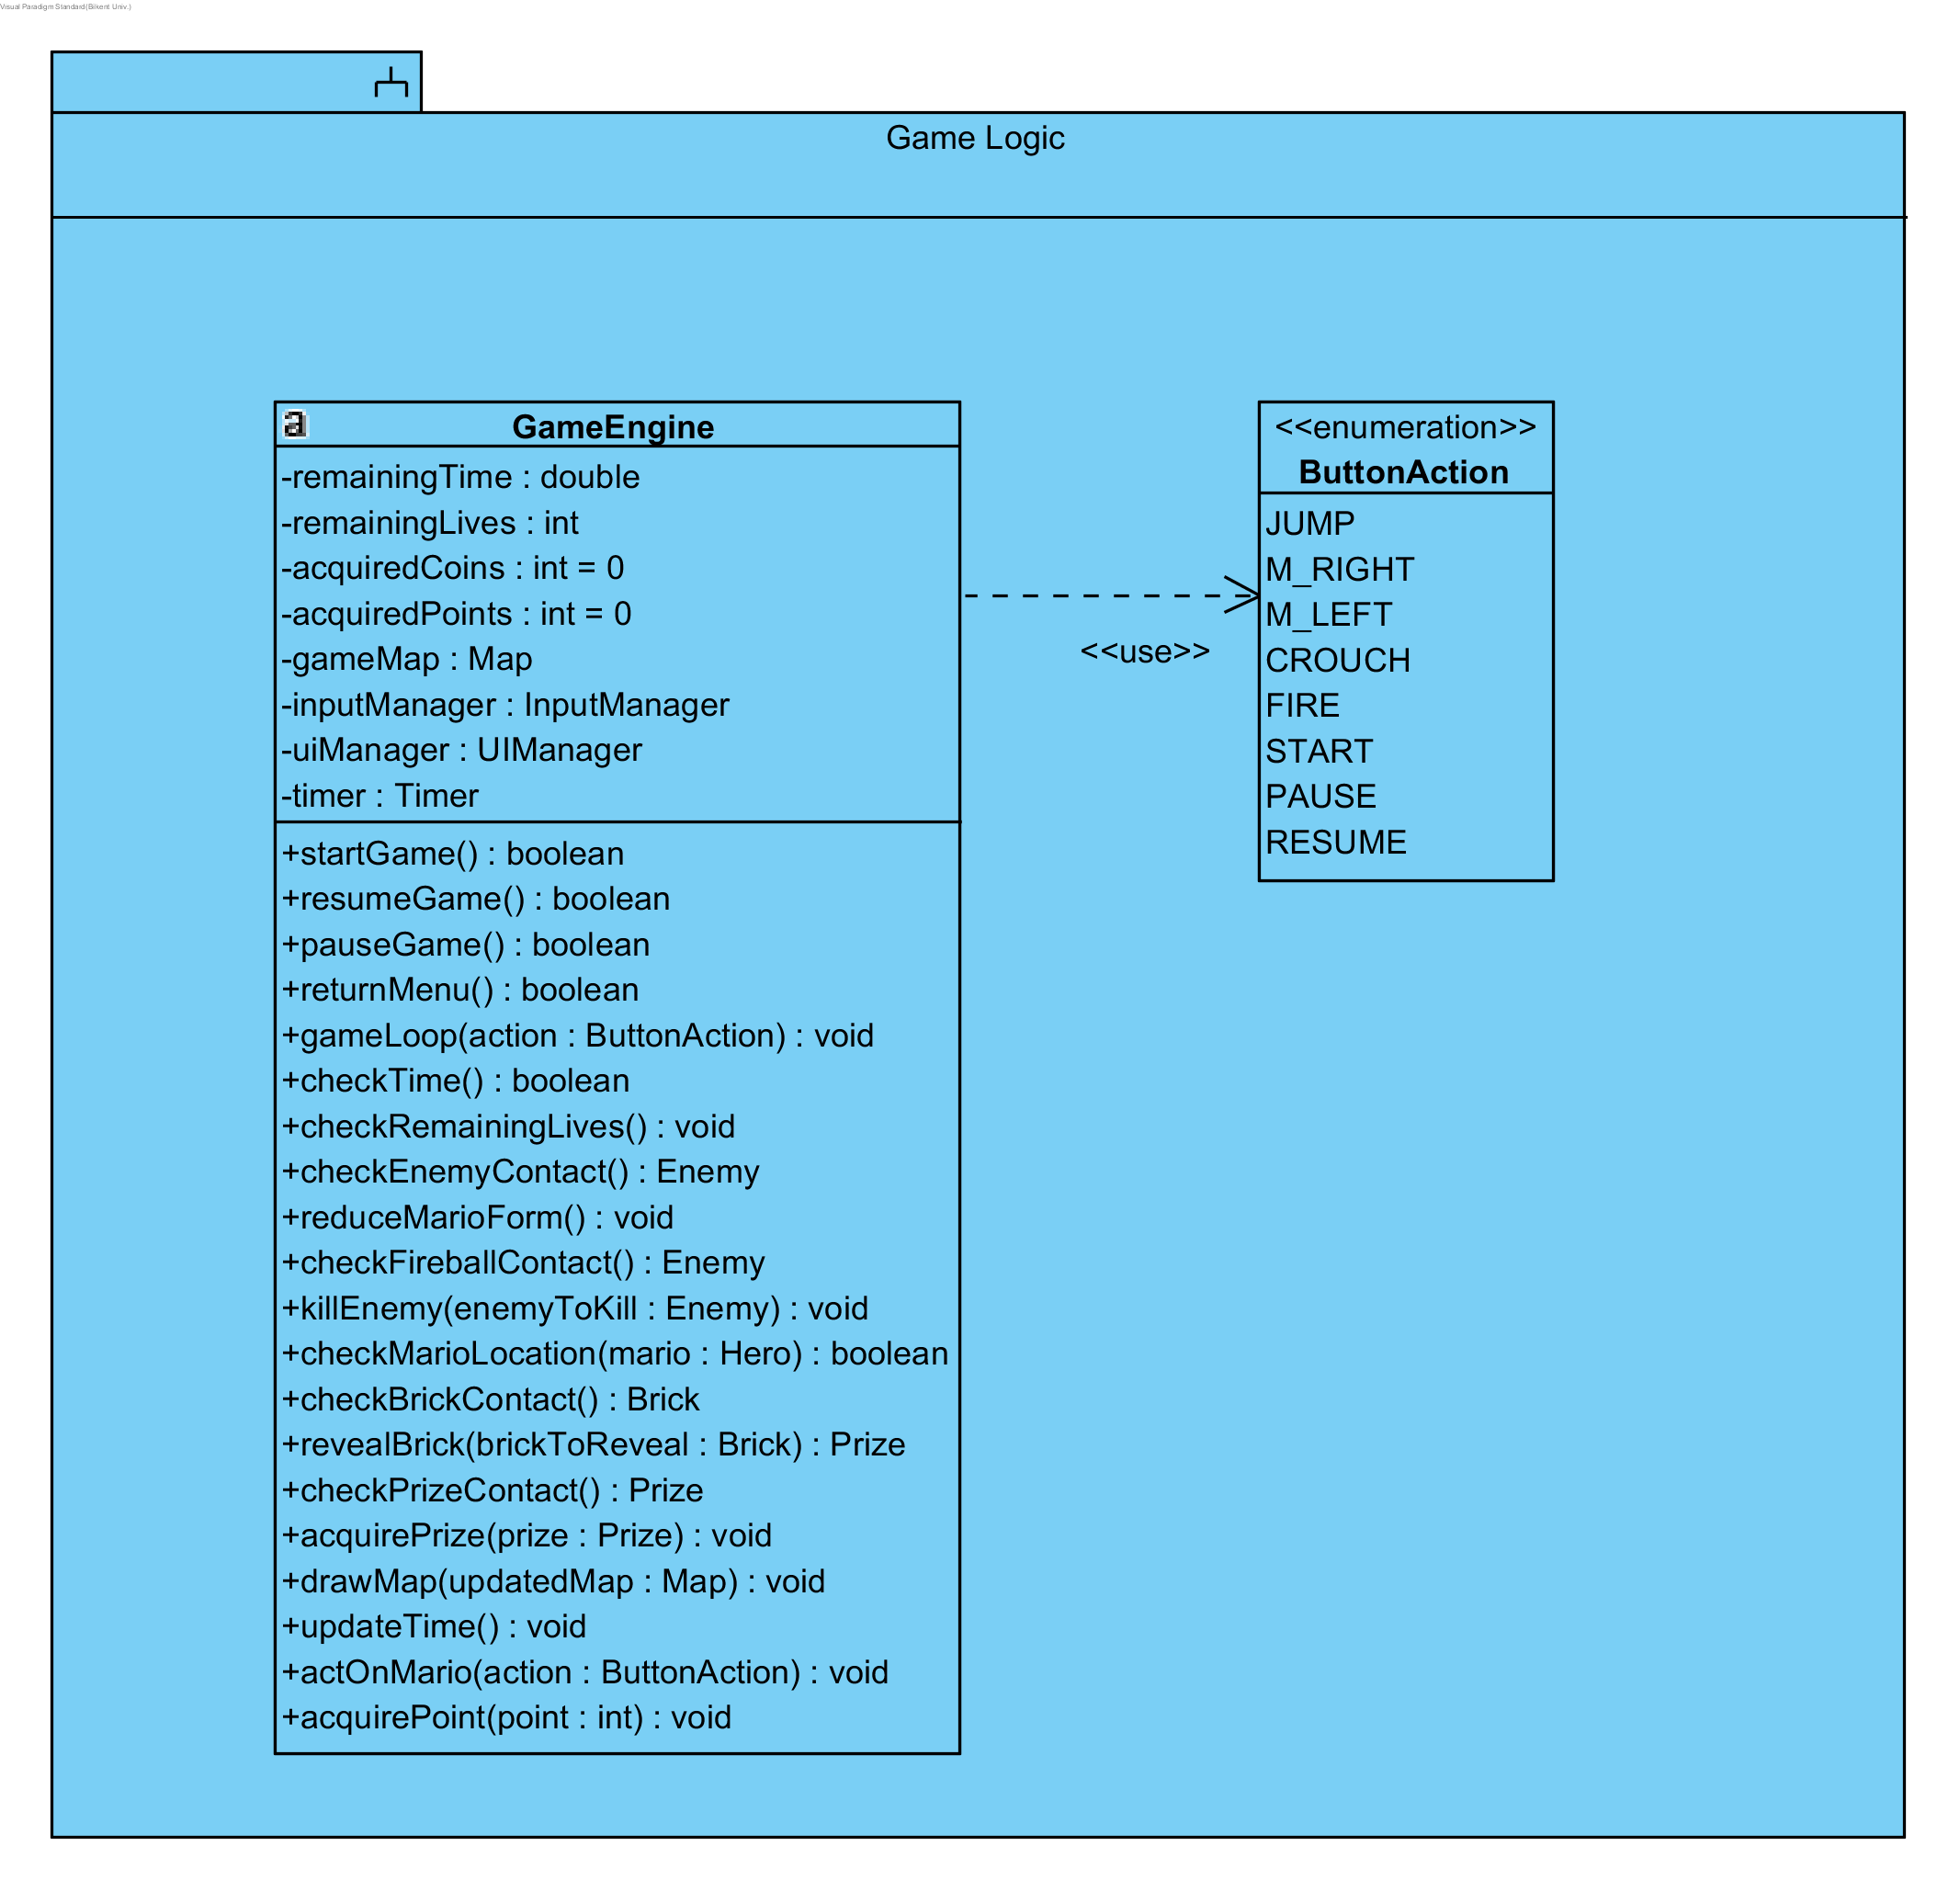 Visual Paradigm Standard(Bilkent Univ.)
Game Logic
GameEngine
-remainingTime : double
-remainingLives : int
-acquiredCoins : int = 0
-acquiredPoints : int = 0
-gameMap : Map
-inputManager : InputManager
-uiManager : UIManager
-timer : Timer
+startGame() : boolean
+resumeGame() : boolean
+pauseGame() : boolean
+returnMenu() : boolean
+gameLoop(action : ButtonAction) : void
+checkTime() : boolean
+checkRemainingLives() : void
+checkEnemyContact() : Enemy
+reduceMarioForm() : void
+checkFireballContact() : Enemy
+killEnemy(enemyToKill : Enemy) : void
+checkMarioLocation(mario : Hero) : boolean
+checkBrickContact() : Brick
+revealBrick(brickToReveal : Brick) : Prize
+checkPrizeContact() : Prize
+acquirePrize(prize : Prize) : void
+drawMap(updatedMap : Map) : void
+updateTime() : void
+actOnMario(action : ButtonAction) : void
+acquirePoint(point : int) : void
<<use>>
<<enumeration>>
ButtonAction
JUMP
M_RIGHT
M_LEFT
CROUCH
FIRE
START
PAUSE
RESUME